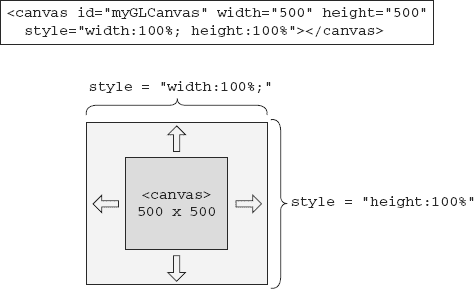 <canvas id="myGLCanvas" width="500" height="500"
style="width:100%; height:100%"></canvas>
style = "width:100%;"
<canvas>
500 x 500
style = "height:100%"